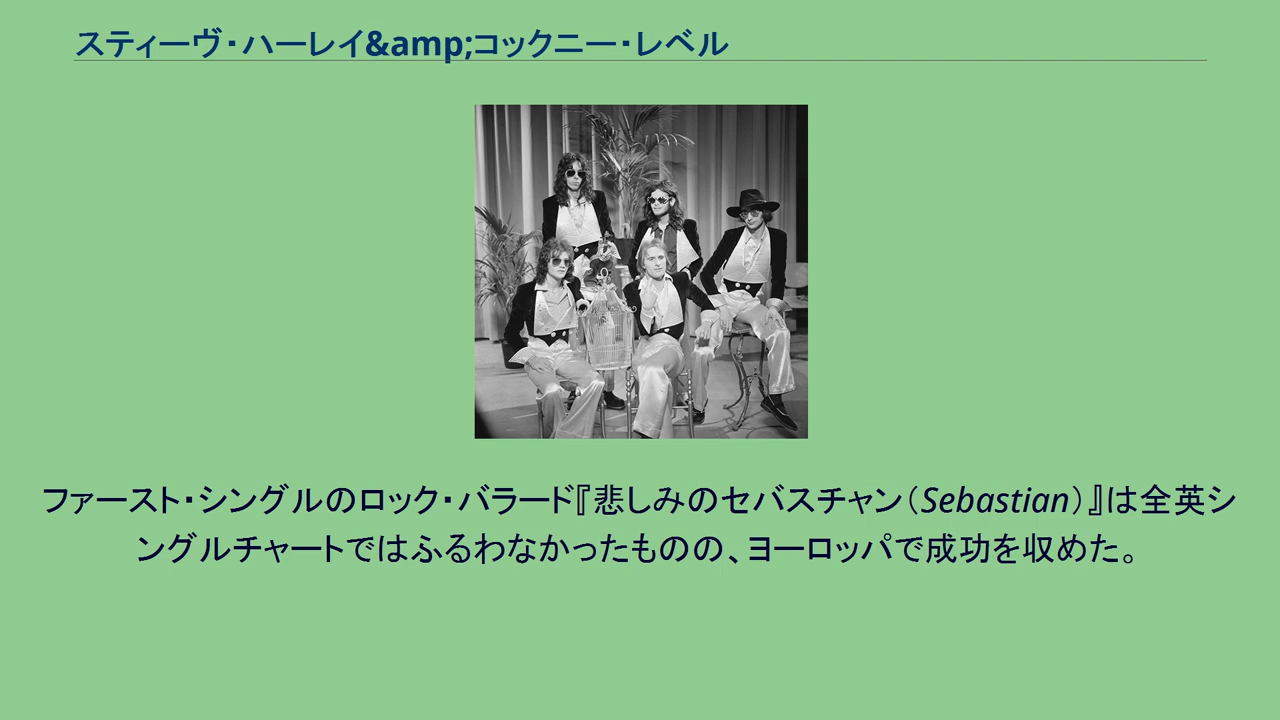 スティーヴ・ハーレイ&amp;コックニー・レベル
ファースト・シングルのロック・バラード『悲しみのセバスチャン（Sebastian）』は全英シ
ングルチャートではふるわなかったものの、ヨーロッパで成功を収めた。